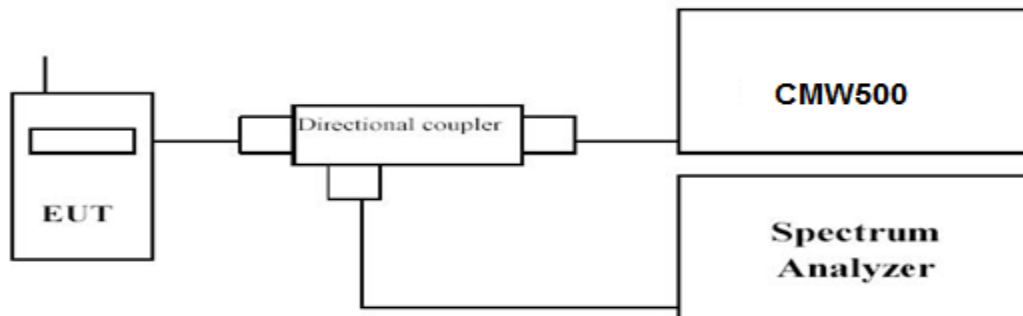 CMW500
Directional coupler
EUT
Spectrum
Analyzer